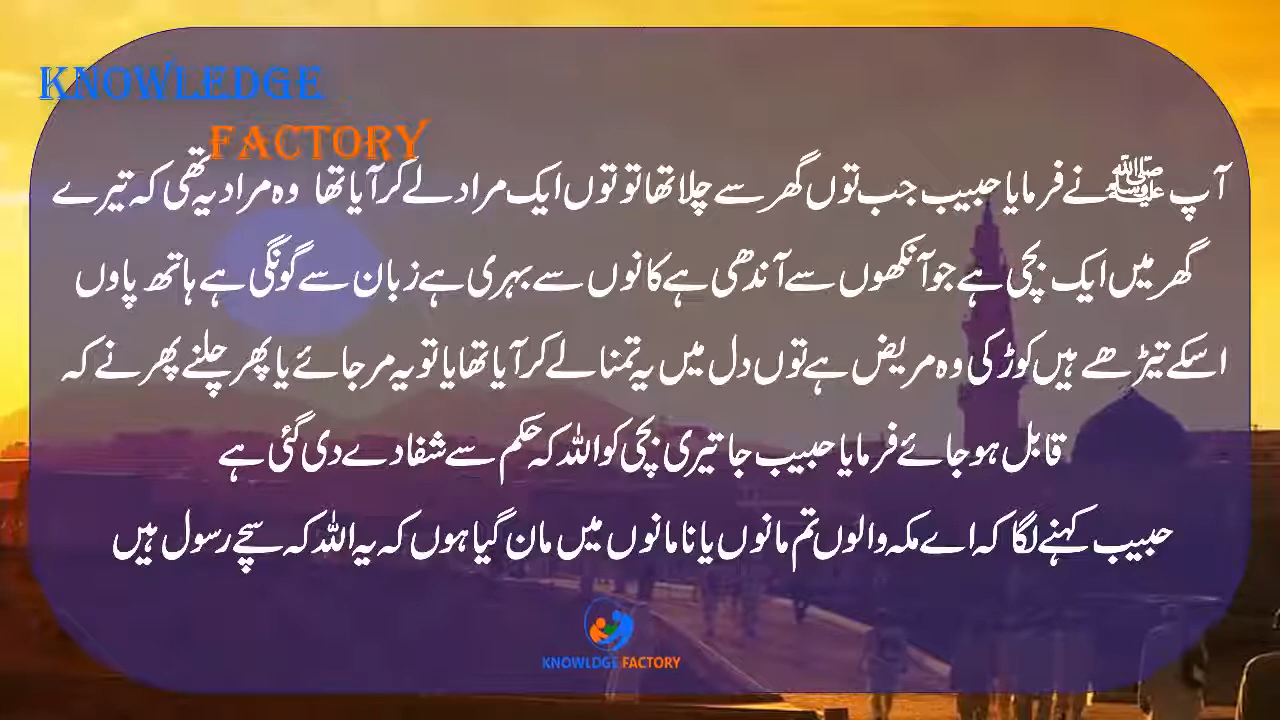 KNOWLEDGE
FACTORY
آپ ﷺ نے فرمایا حبیب جب توں گھر سے چلا تھا تو توں ایک مراد لے کر آیا تھا وہ مراد یہ تھی کہ تیرے
گھر میں ایک بچی ہے جو آنکھوں سے آندھی ہے کانوں سے بہری ہے زبان سے گونگی ہے ہاتھ پاوں
اسکے تیڑھے ہیں کوڑ کی وہ مریض ہے توں دل میں یہ تمنا لے کر آیا تھا یا تو یہ مر جائے یا پھر چلنے پھرنے کہ
قابل ہو جائے فرمایا حبیب جا تیری بچی کو اللہ کہ حکم سے شفا دے دی گئی ہے
حبیب کہنے لگا کہ اے مکہ والوں تم مانوں یا نا مانوں میں مان گیا ہوں کہ یہ اللہ کہ سچے رسول ہیں
KNOWLDGE FACTORY